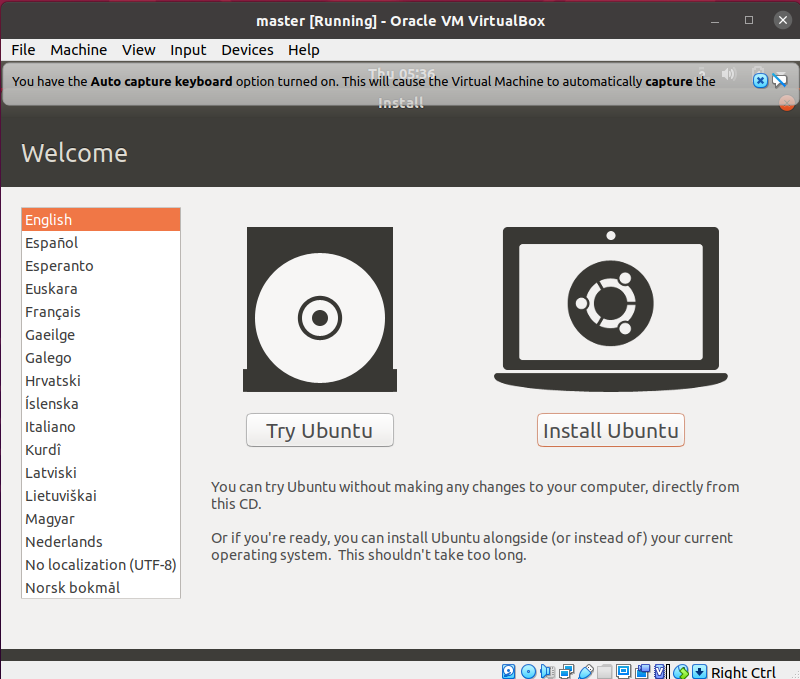 master [Running] - Oracle VM VirtualBox
File Machine View Input Devices Help
Thu 05:36
You have the Auto capture keyboard option turned on. This will cause the Virtual Machine to automatically capture the
Install
Welcome
English
Español
Esperanto
Euskara
Français
Gaeilge
Galego
Hrvatski
Íslenska
Italiano
Kurdî
Latviski
Lietuviškai
Magyar
Nederlands
No localization (UTF-8)
Norsk bokmål
Try Ubuntu
Install Ubuntu
You can try Ubuntu without making any changes to your computer, directly from
this CD.
Or if you're ready, you can install Ubuntu alongside (or instead of) your current
operating system. This shouldn't take too long.
Right Ctrl